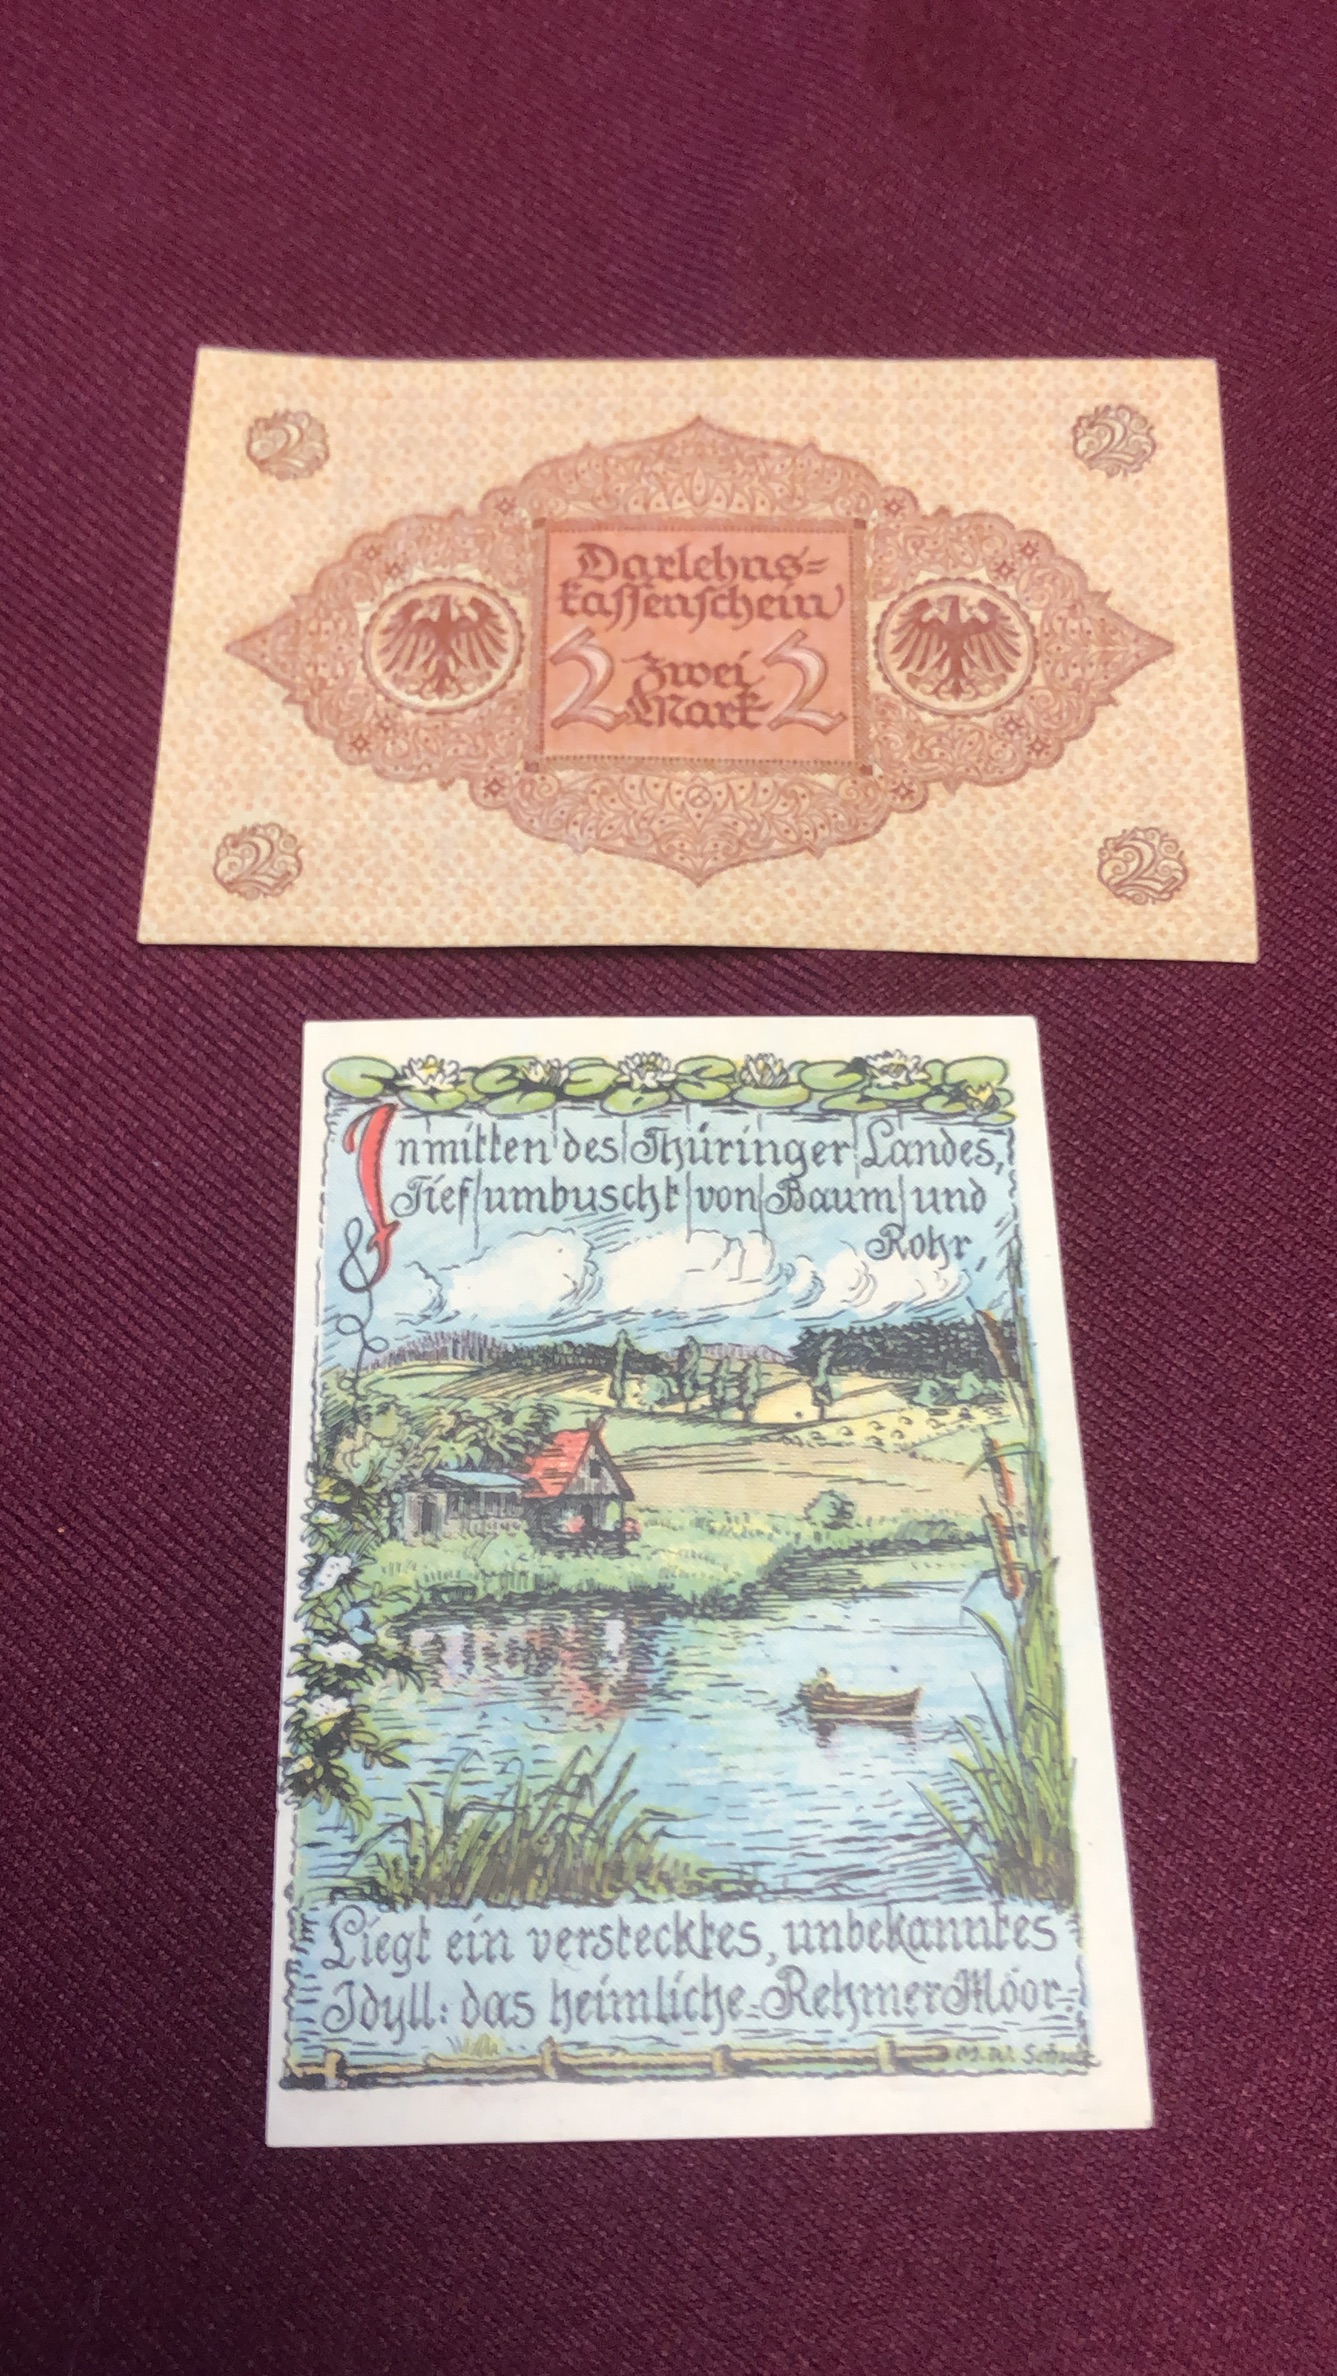 2 2
Darlehns=
kassenschein
2 zwei 2
Mark
2 2
Inmitten des Thüringer Landes,
Tief umbuscht von Baum und
Rohr,
Liegt ein verstecktes, unbekanntes
Idyll: das heimliche Rehmer Moor.
M.W.